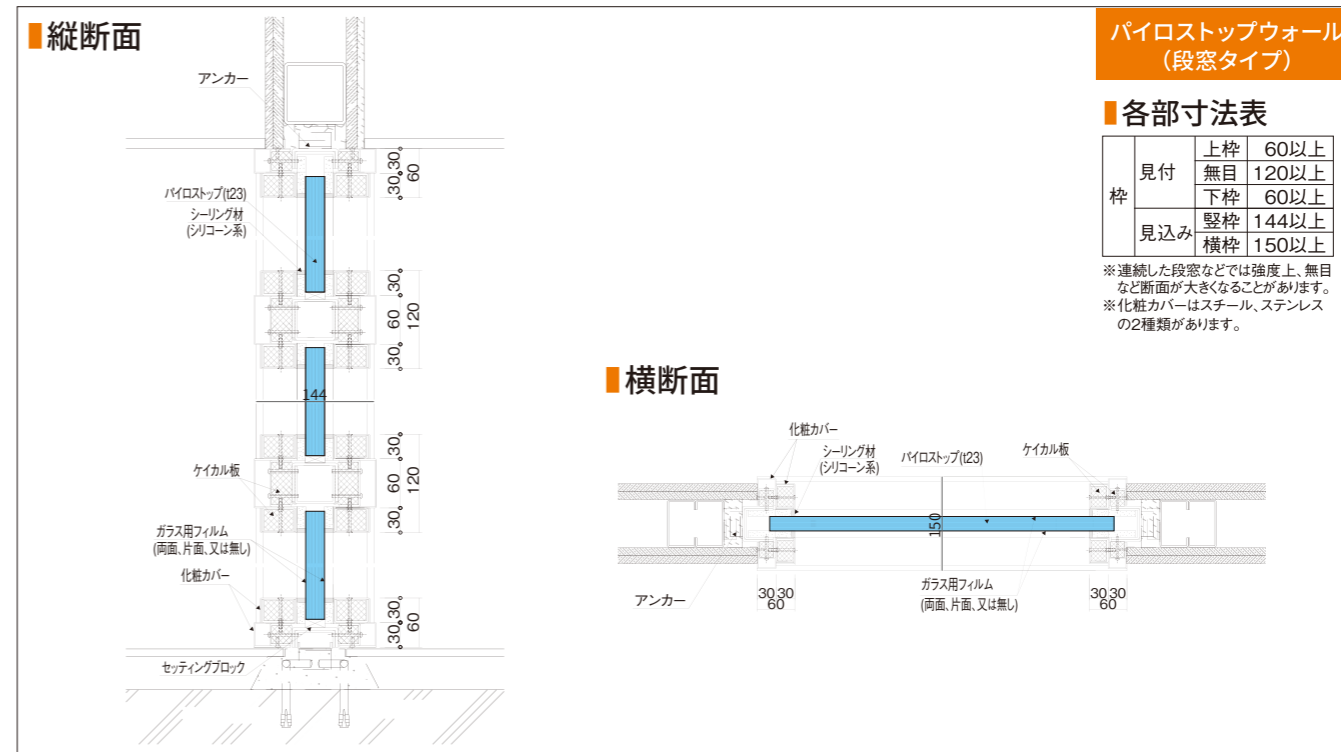 縦断面
アンカー
パイロストップ(t23)
シーリング材
(シリコーン系)
30
30
60
30
60
120
30
144
30
60
120
30
ケイカル板
ガラス用フィルム
(両面、片面、又は無し)
化粧カバー
30
30
60
セッティングブロック
パイロストップウォール
（段窓タイプ）
各部寸法表
枠 見付 上枠 60以上
無目 120以上
下枠 60以上
見込み 竪枠 144以上
横枠 150以上
※連続した段窓などでは強度上、無目
など断面が大きくなることがあります。
※化粧カバーはスチール、ステンレス
の2種類があります。
横断面
化粧カバー
シーリング材
(シリコーン系)
パイロストップ(t23)
ケイカル板
150
アンカー
30 30
60
ガラス用フィルム
(両面、片面、又は無し)
30 30
60